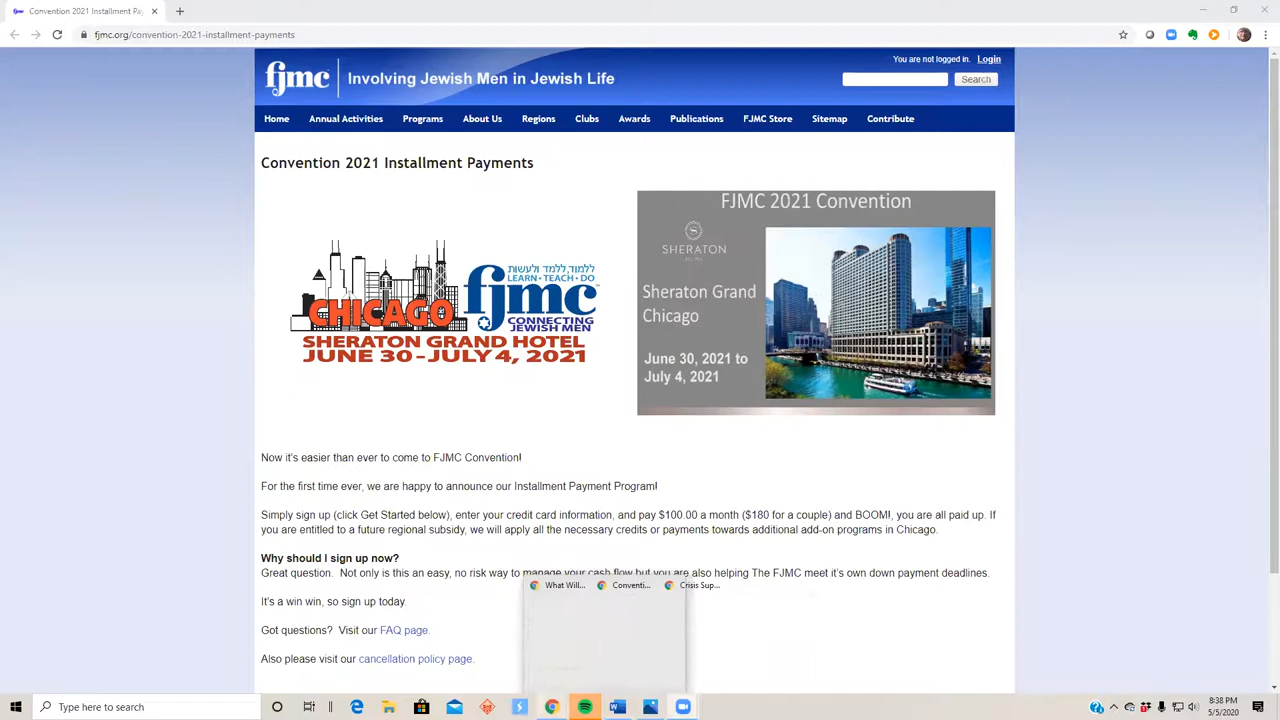 Convention 2021 Installment Pay
fjmc.org/convention-2021-installment-payments
You are not logged in. Login
fjmc Involving Jewish Men in Jewish Life
Search
Home Annual Activities Programs About Us Regions Clubs Awards Publications FJMC Store Sitemap Contribute
Convention 2021 Installment Payments
FJMC 2021 Convention
SHERATON
Sheraton Grand
Chicago
June 30, 2021 to
July 4, 2021
ללמוד,ללמד ולעשות
LEARN • TEACH • DO
CHICAGO fjmc
CONNECTING
JEWISH MEN
SHERATON GRAND HOTEL
JUNE 30 - JULY 4, 2021
Now it's easier than ever to come to FJMC Convention!
For the first time ever, we are happy to announce our Installment Payment Program!
Simply sign up (click Get Started below), enter your credit card information, and pay $100.00 a month ($180 for a couple) and BOOM!, you are all paid up. If
you are entitled to a future regional subsidy, we will apply all the necessary credits or payments towards additional add-on programs in Chicago.
Why should I sign up now?
Great question. Not only is this an easy, no risk way to manage your cash flow but you are also helping The FJMC meet it's own down payment deadlines.
What Will... Conventi... Crisis Sup...
It's a win win, so sign up today.
Got questions? Visit our FAQ page.
Also please visit our cancellation policy page.
Type here to search
8:38 PM
5/5/2020